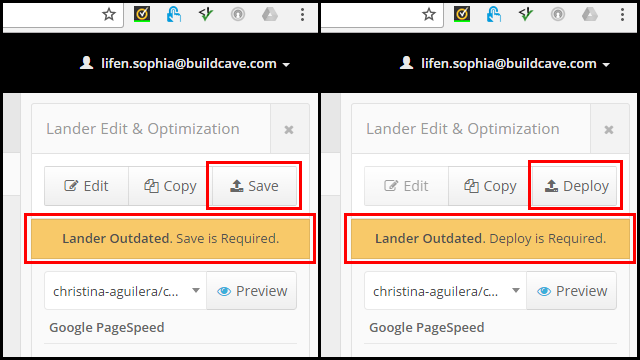 lifen.sophia@buildcave.com
Lander Edit & Optimization
Edit Copy Save
Lander Outdated. Save is Required.
christina-aguilera/c... Preview
Google PageSpeed
lifen.sophia@buildcave.com
Lander Edit & Optimization
Edit Copy Deploy
Lander Outdated. Deploy is Required.
christina-aguilera/c... Preview
Google PageSpeed